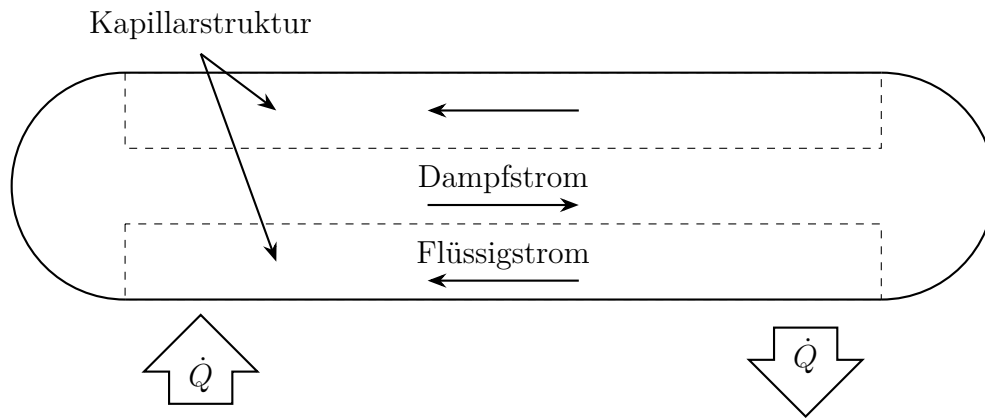 Kapillarstruktur
Dampfstrom
Flüssigstrom
Q̇
Q̇